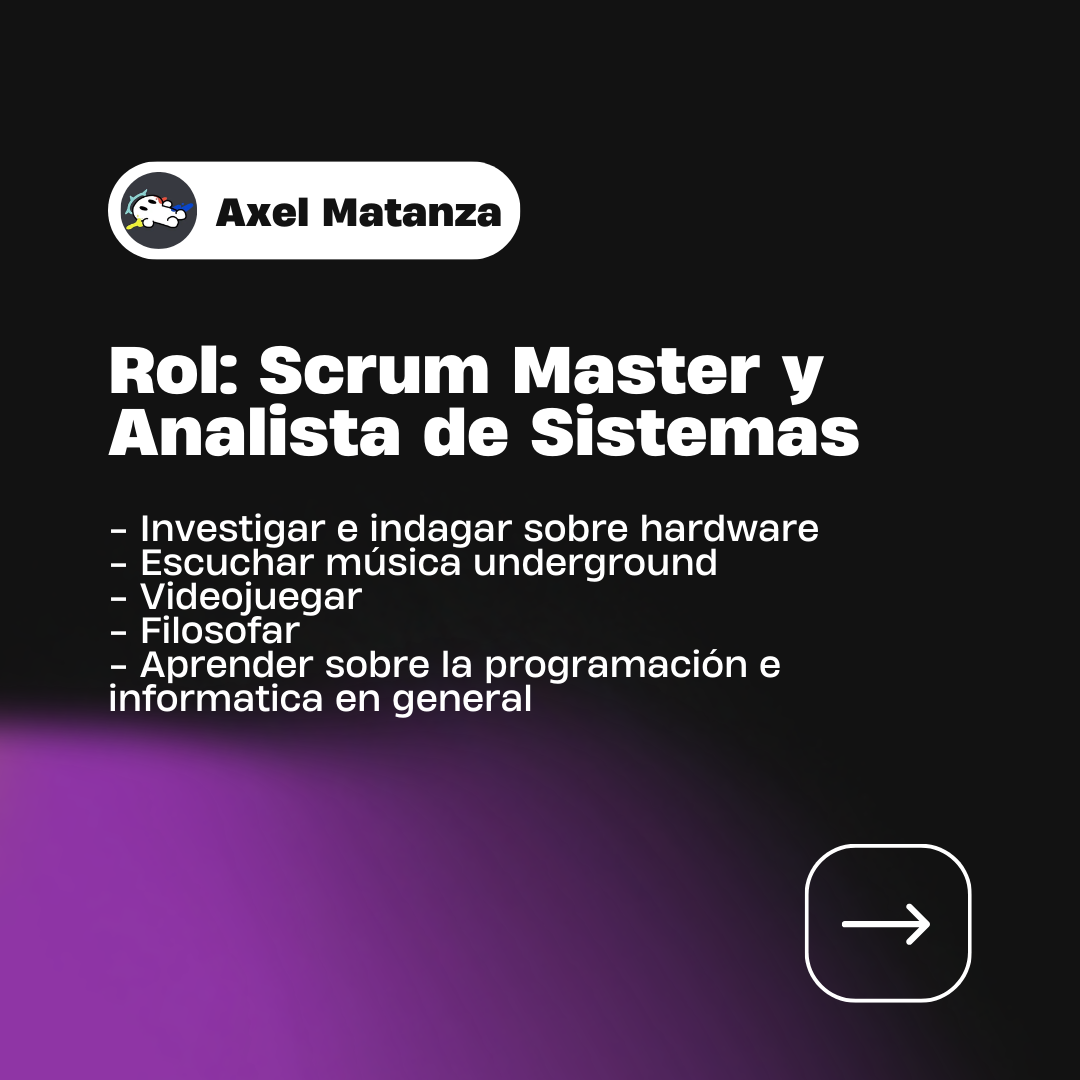 Axel Matanza
Rol: Scrum Master y
Analista de Sistemas
- Investigar e indagar sobre hardware
- Escuchar música underground
- Videojuegar
- Filosofar
- Aprender sobre la programación e
informatica en general